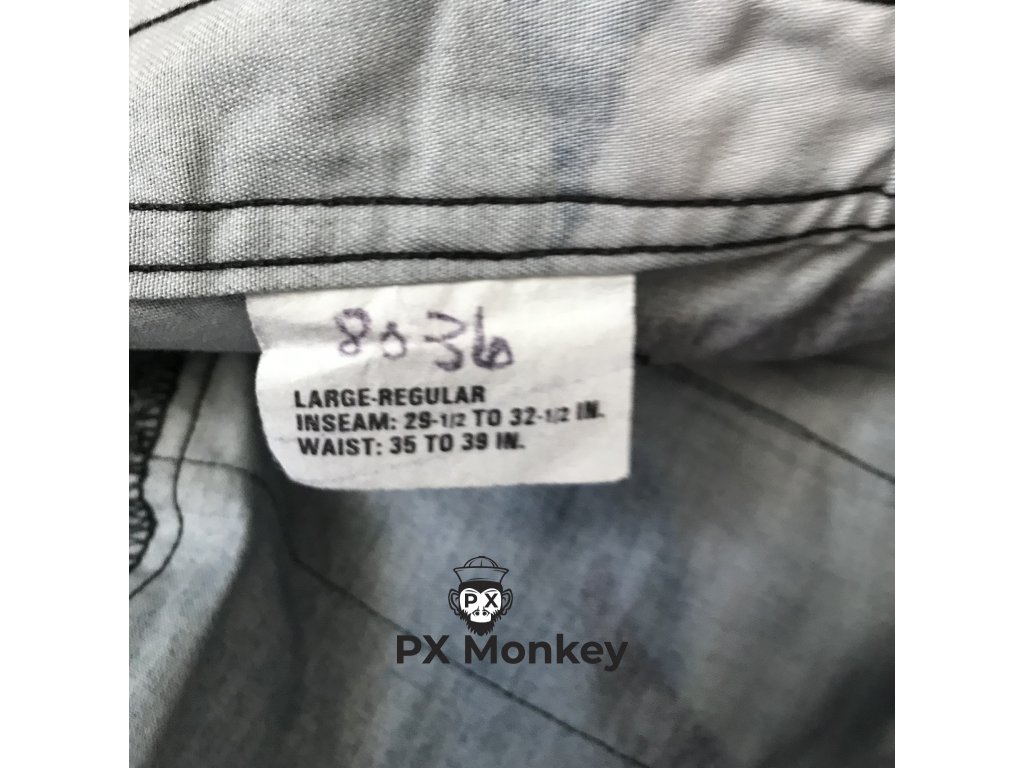 36
LARGE-REGULAR
INSEAM: 29-1/2 TO 32-1/2 IN.
WAIST: 35 TO 39 IN.
PX
PX Monkey